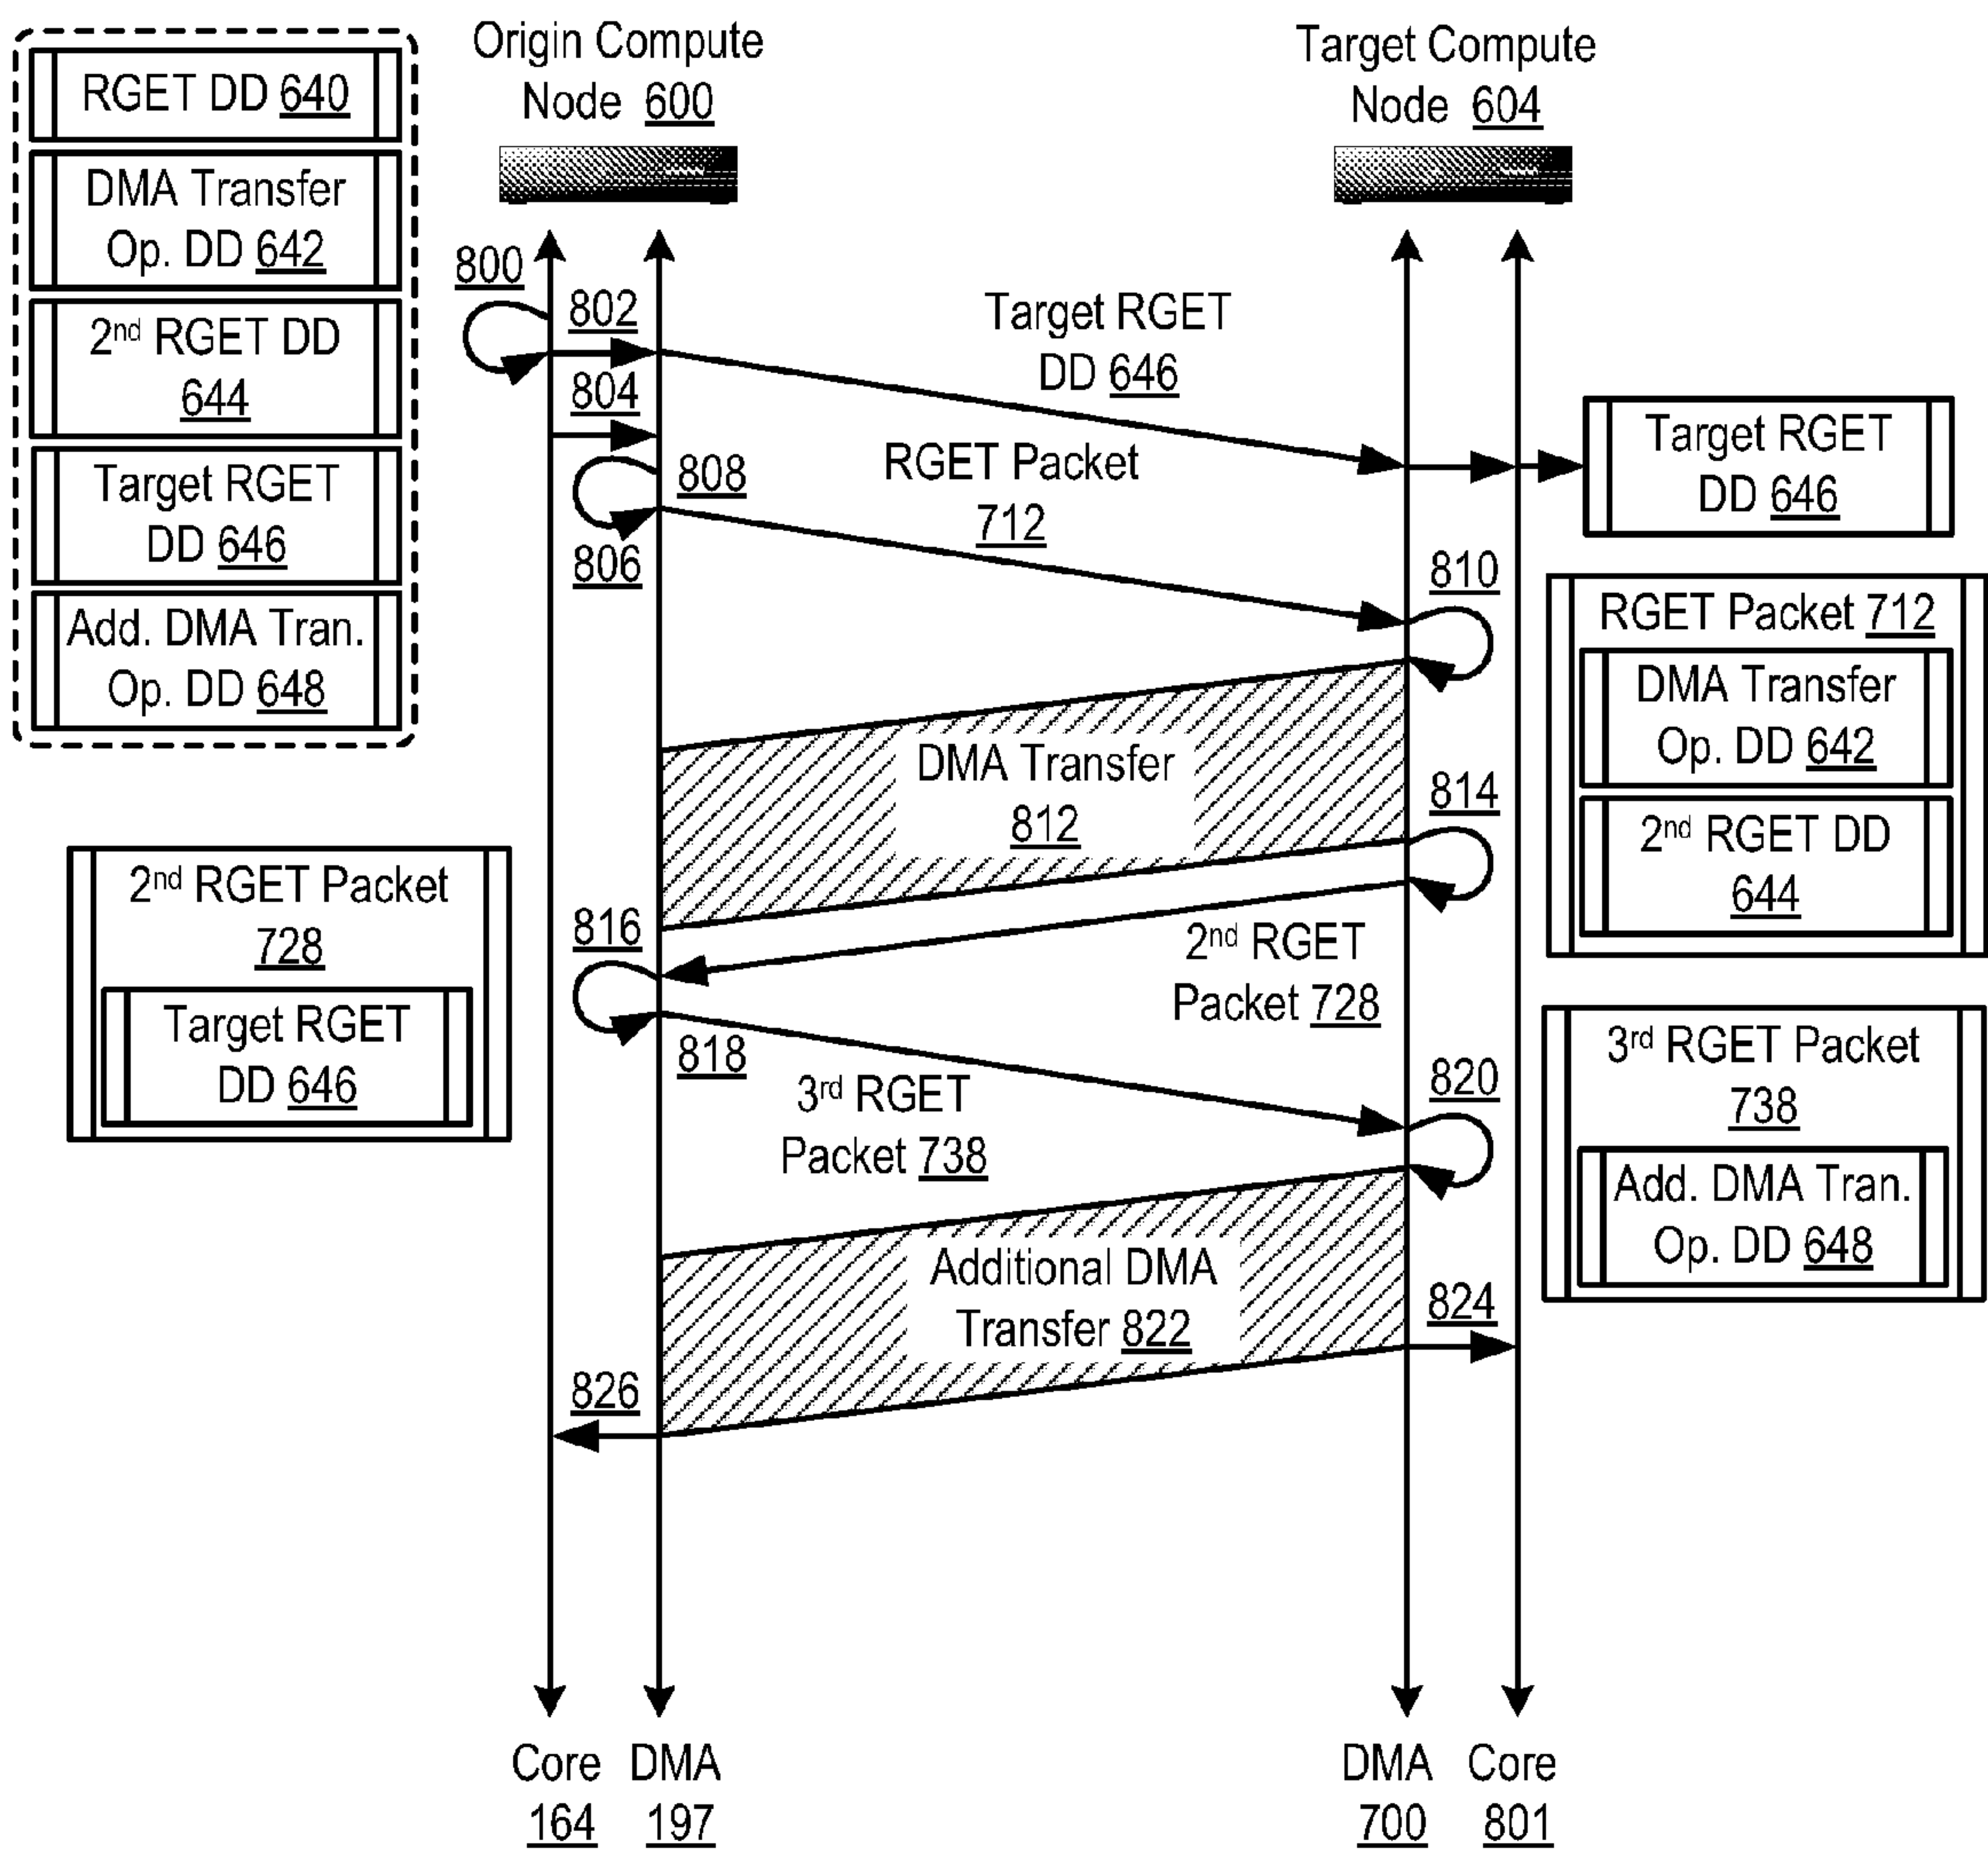 RGET DD 640
DMA Transfer
Op. DD 642
2nd RGET DD
644
Target RGET
DD 646
Add. DMA Tran.
Op. DD 648
Origin Compute
Node 600
Target Compute
Node 604
800
802
804
808
806
Target RGET
DD 646
RGET Packet
712
Target RGET
DD 646
810
RGET Packet 712
DMA Transfer
Op. DD 642
2nd RGET DD
644
DMA Transfer
812
814
2nd RGET Packet
728
Target RGET
DD 646
816
2nd RGET
Packet 728
818
3rd RGET
Packet 738
820
3rd RGET Packet
738
Add. DMA Tran.
Op. DD 648
Additional DMA
Transfer 822
824
826
Core
164
DMA
197
DMA
700
Core
801